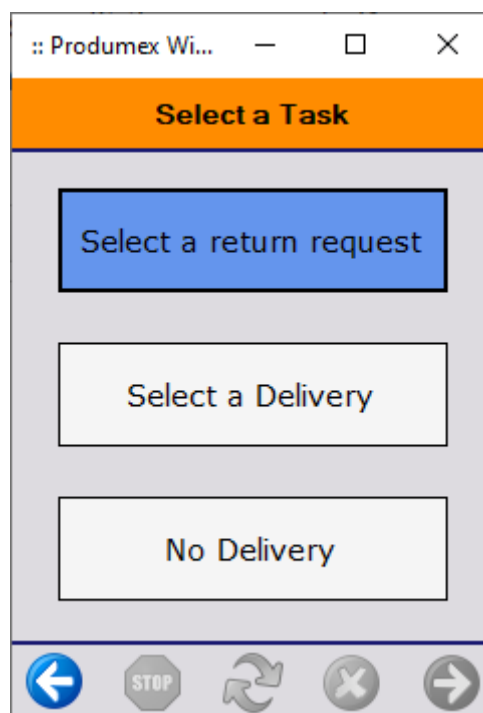 :: Produmex Wi...
Select a Task
Select a return request
Select a Delivery
No Delivery
STOP